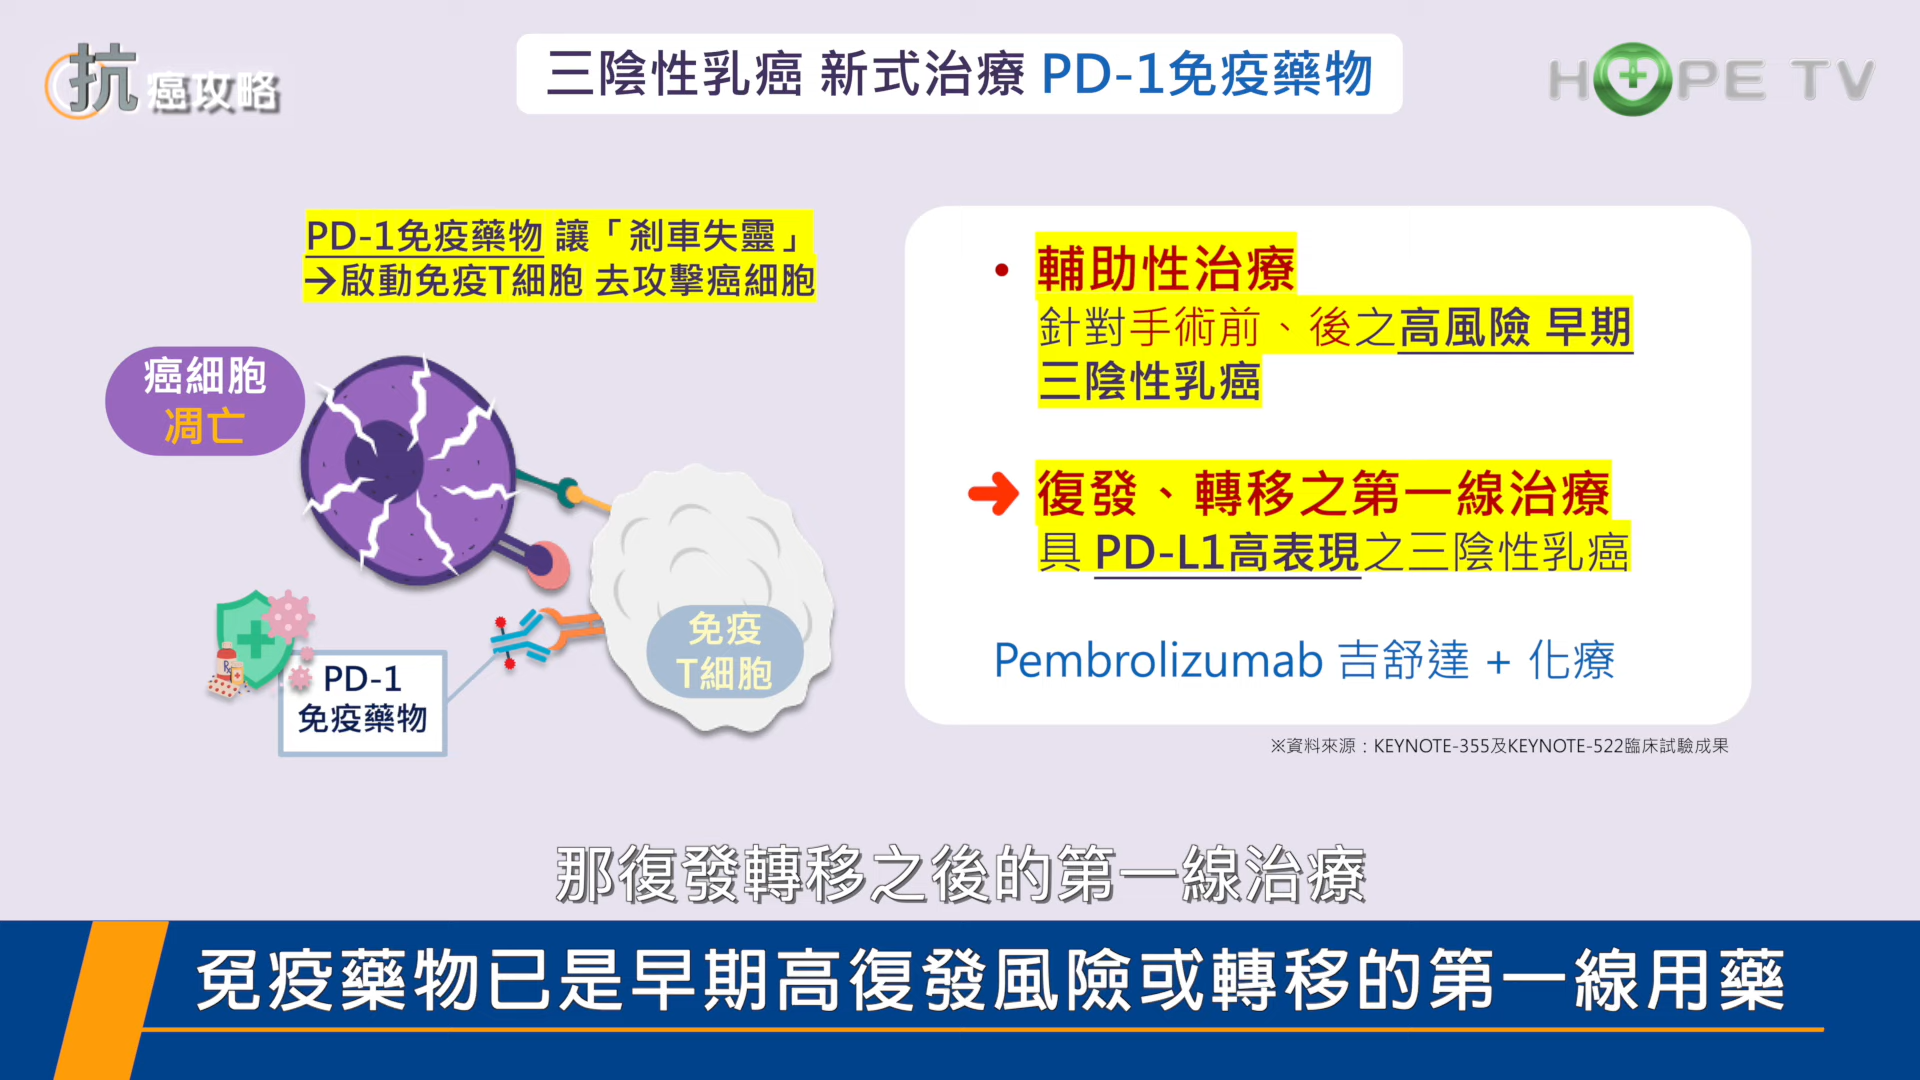 抗癌攻略
三陰性乳癌 新式治療 PD-1免疫藥物
HOPE TV
PD-1免疫藥物 讓「剎車失靈」
→啟動免疫T細胞 去攻擊癌細胞
癌細胞
凋亡
免疫
T細胞
Rx
PD-1
免疫藥物
• 輔助性治療
針對手術前、後之高風險 早期
三陰性乳癌
復發、轉移之第一線治療
具 PD-L1高表現之三陰性乳癌
Pembrolizumab 吉舒達 + 化療
※資料來源：KEYNOTE-355及KEYNOTE-522臨床試驗成果
那復發轉移之後的第一線治療
免疫藥物已是早期高復發風險或轉移的第一線用藥